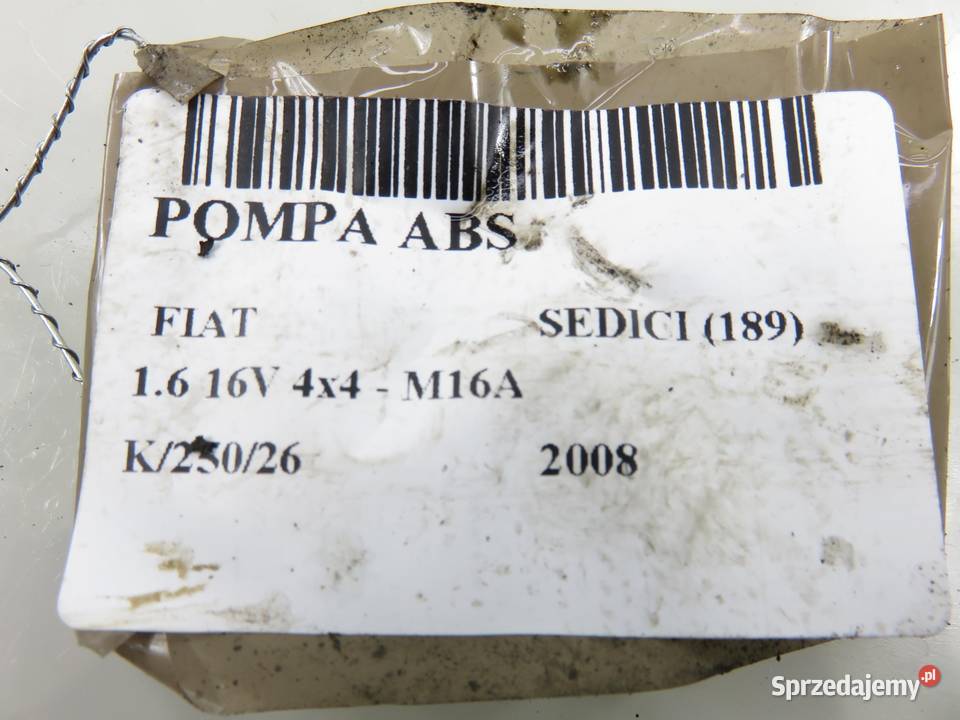 POMPA ABS
FIAT SEDICI (189)
1.6 16V 4x4 - M16A
K/250/26 2008
Sprzedajemy.pl